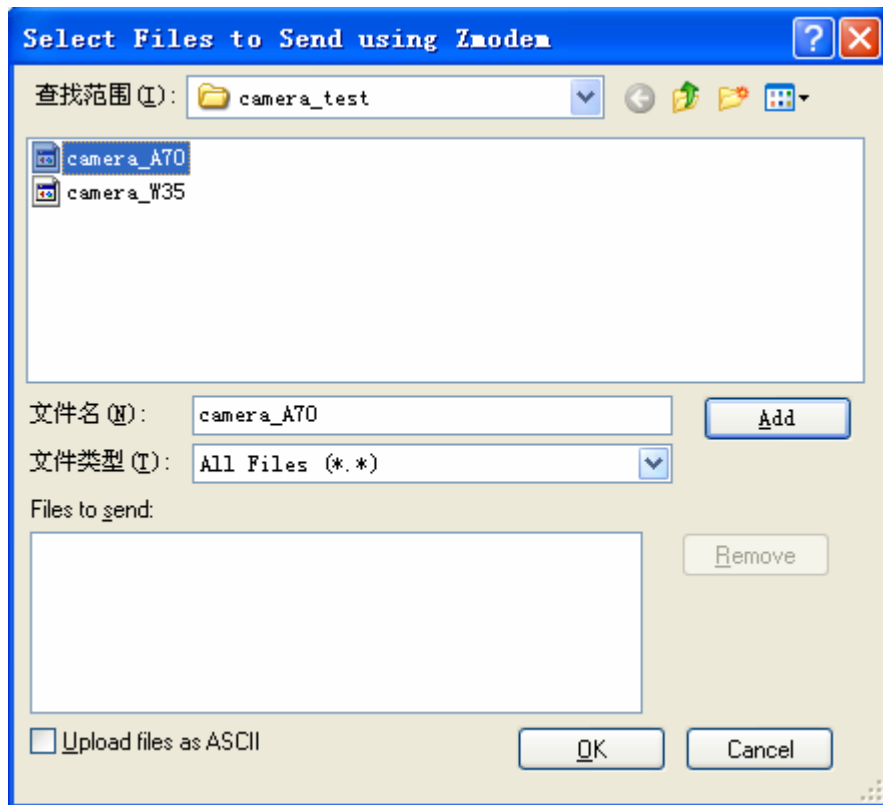 Select Files to Send using Zmodem
查找范围(I): camera_test
camera_A70
camera_W35
文件名(N): camera_A70 Add
文件类型(T): All Files (*.*)
Files to send:
Remove
Upload files as ASCII OK Cancel